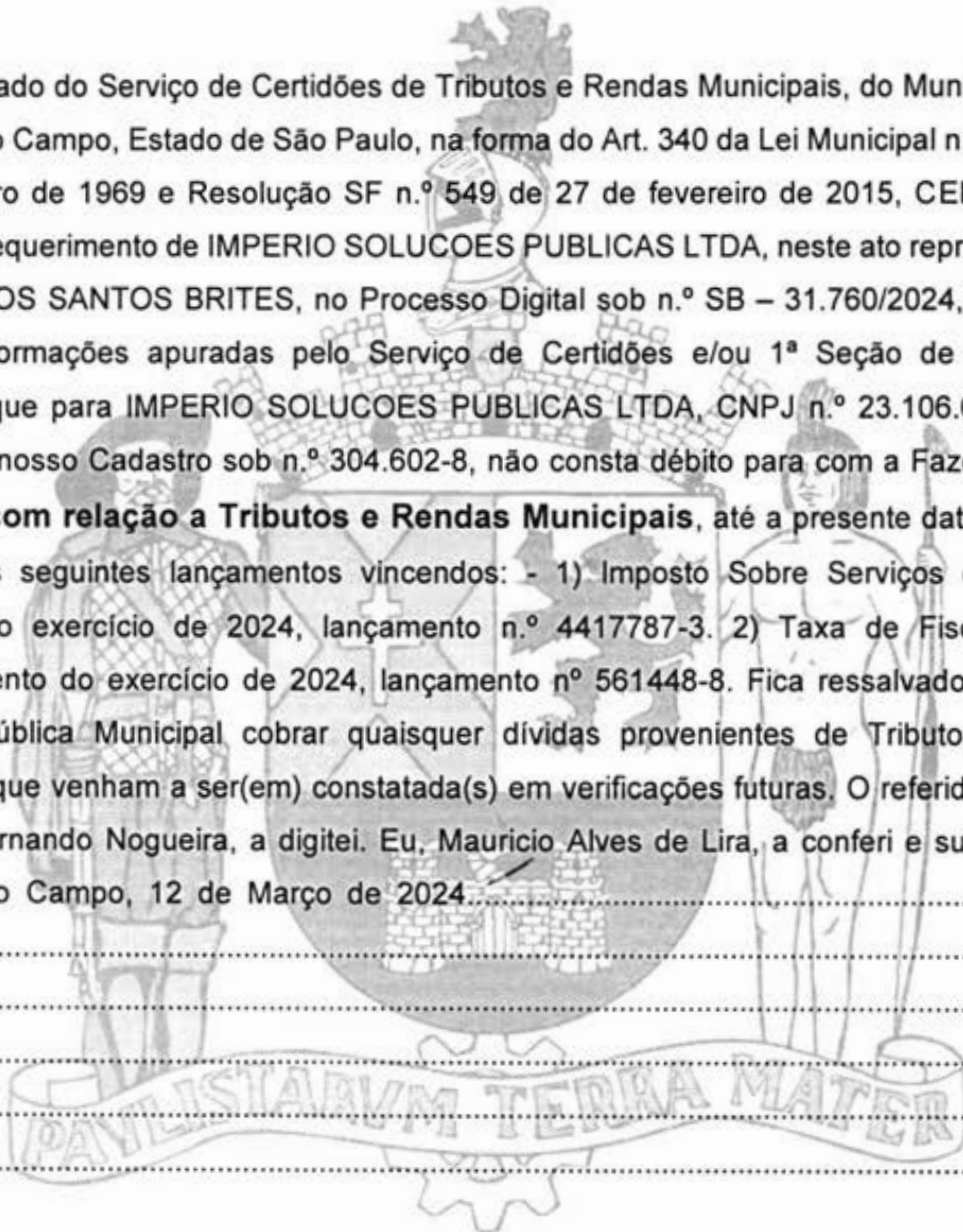 ado do Serviço de Certidões de Tributos e Rendas Municipais, do Mun
o Campo, Estado de São Paulo, na forma do Art. 340 da Lei Municipal n
ro de 1969 e Resolução SF n.º 549 de 27 de fevereiro de 2015, CE
equerimento de IMPERIO SOLUCOES PUBLICAS LTDA, neste ato repr
OS SANTOS BRITES, no Processo Digital sob n.º SB – 31.760/2024,
ormações apuradas pelo Serviço de Certidões e/ou 1ª Seção de
que para IMPERIO SOLUCOES PUBLICAS LTDA, CNPJ n.º 23.106.
nosso Cadastro sob n.º 304.602-8, não consta débito para com a Faz
com relação a Tributos e Rendas Municipais, até a presente dat
s seguintes lançamentos vincendos: - 1) Imposto Sobre Serviços
o exercício de 2024, lançamento n.º 4417787-3. 2) Taxa de Fis
ento do exercício de 2024, lançamento nº 561448-8. Fica ressalvado
ública Municipal cobrar quaisquer dívidas provenientes de Tributo
que venham a ser(em) constatada(s) em verificações futuras. O referid
rnando Nogueira, a digitei. Eu, Mauricio Alves de Lira, a conferi e su
o Campo, 12 de Março de 2024
PAVLISTARVM TERRA MATER